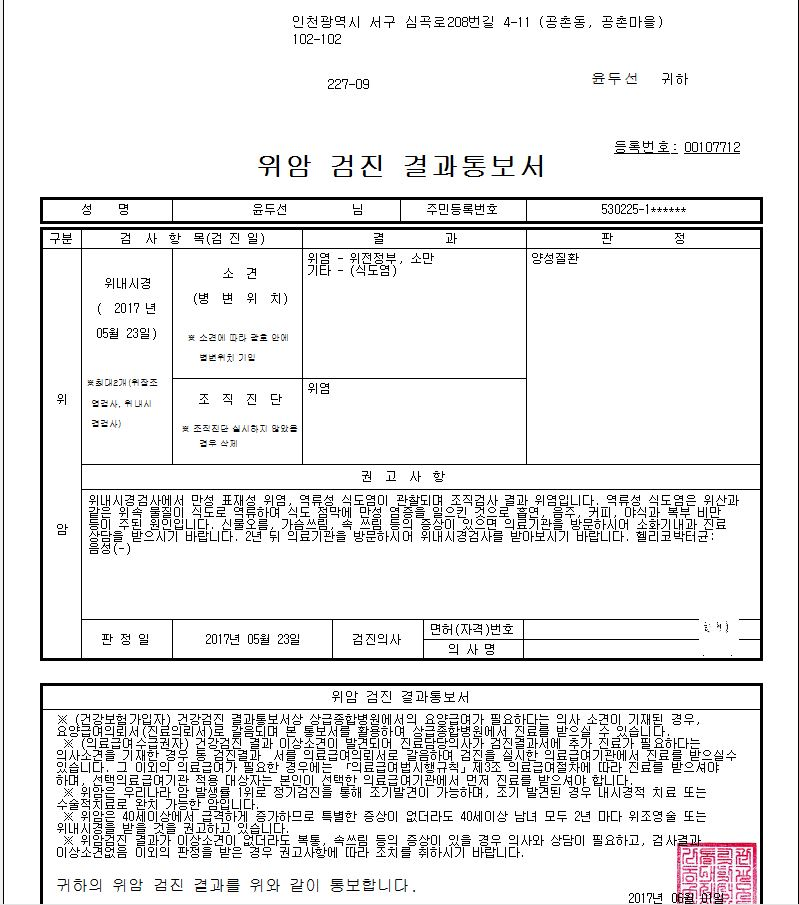 인천광역시 서구 심곡로208번길 4-11 (공촌동, 공촌마을)
102-102
227-09
윤두선 귀하
등록번호: 00107712
위암 검진 결과통보서
성 명 윤두선 님 주민등록번호 530225-1******
구분 검 사 항 목(검 진 일) 결 과 판 정
위내시경
( 2017 년
05월 23일)
※최대2개(위장조
영검사, 위내시
경검사)
소 견
(병 변 위 치)
※ 소견에 따라 괄호 안에
병변위치 기입
위염 - 위전정부, 소만
기타 - (식도염)
양성질환
위
조 직 진 단
※ 조직진단 실시하지 않았을
경우 삭제
위염
권 고 사 항
위내시경검사에서 만성 표재성 위염, 역류성 식도염이 관찰되며 조직검사 결과 위염입니다. 역류성 식도염은 위산과
같은 위속 물질이 식도로 역류하여 식도 점막에 만성 염증을 일으킨 것으로 흡연, 음주, 커피, 야식과 복부 비만
등이 주된 원인입니다. 신물오름, 가슴쓰림, 속 쓰림 등의 증상이 있으면 의료기관을 방문하시어 소화기내과 진료
상담을 받으시기 바랍니다. 2년 뒤 의료기관을 방문하시어 위내시경검사를 받아보시기 바랍니다. 헬리코박터균:
음성(-)
암
판 정 일 2017년 05월 23일 검진의사 면허(자격)번호
의 사 명
위암 검진 결과통보서
※ (건강보험가입자) 건강검진 결과통보서상 상급종합병원에서의 요양급여가 필요하다는 의사 소견이 기재된 경우,
요양급여의뢰서(진료의뢰서)로 갈음되며 본 통보서를 활용하여 상급종합병원에서 진료를 받으실 수 있습니다.
※ (의료급여수급권자) 건강검진 결과 이상소견이 발견되어 진료담당의사가 검진결과서에 추가 진료가 필요하다는
의사소견을 기재한 경우 동 검진결과 서를 의료급여의뢰서로 갈음하여 검진을 실시한 의료급여기관에서 진료를 받으실수
있습니다. 그 이외의 의료급여가 필요한 경우에는 「의료급여법시행규칙」제3조 의료급여절차에 따라 진료를 받으셔야
하며, 선택의료급여기관 적용 대상자는 본인이 선택한 의료급여기관에서 먼저 진료를 받으셔야 합니다.
※ 위암은 우리나라 암 발생률 1위로 정기검진을 통해 조기발견이 가능하며, 조기 발견된 경우 내시경적 치료 또는
수술적치료로 완치 가능한 암입니다.
※ 위암은 40세이상에서 급격하게 증가하므로 특별한 증상이 없더라도 40세이상 남녀 모두 2년 마다 위조영술 또는
위내시경을 받을 것을 권고하고 있습니다.
※ 위암검진 결과가 이상소견이 없더라도 복통, 속쓰림 등의 증상이 있을 경우 의사와 상담이 필요하고, 검사결과
이상소견없음 이외의 판정을 받은 경우 권고사항에 따라 조치를 취하시기 바랍니다.
귀하의 위암 검진 결과를 위와 같이 통보합니다.
2017년 06월 01일